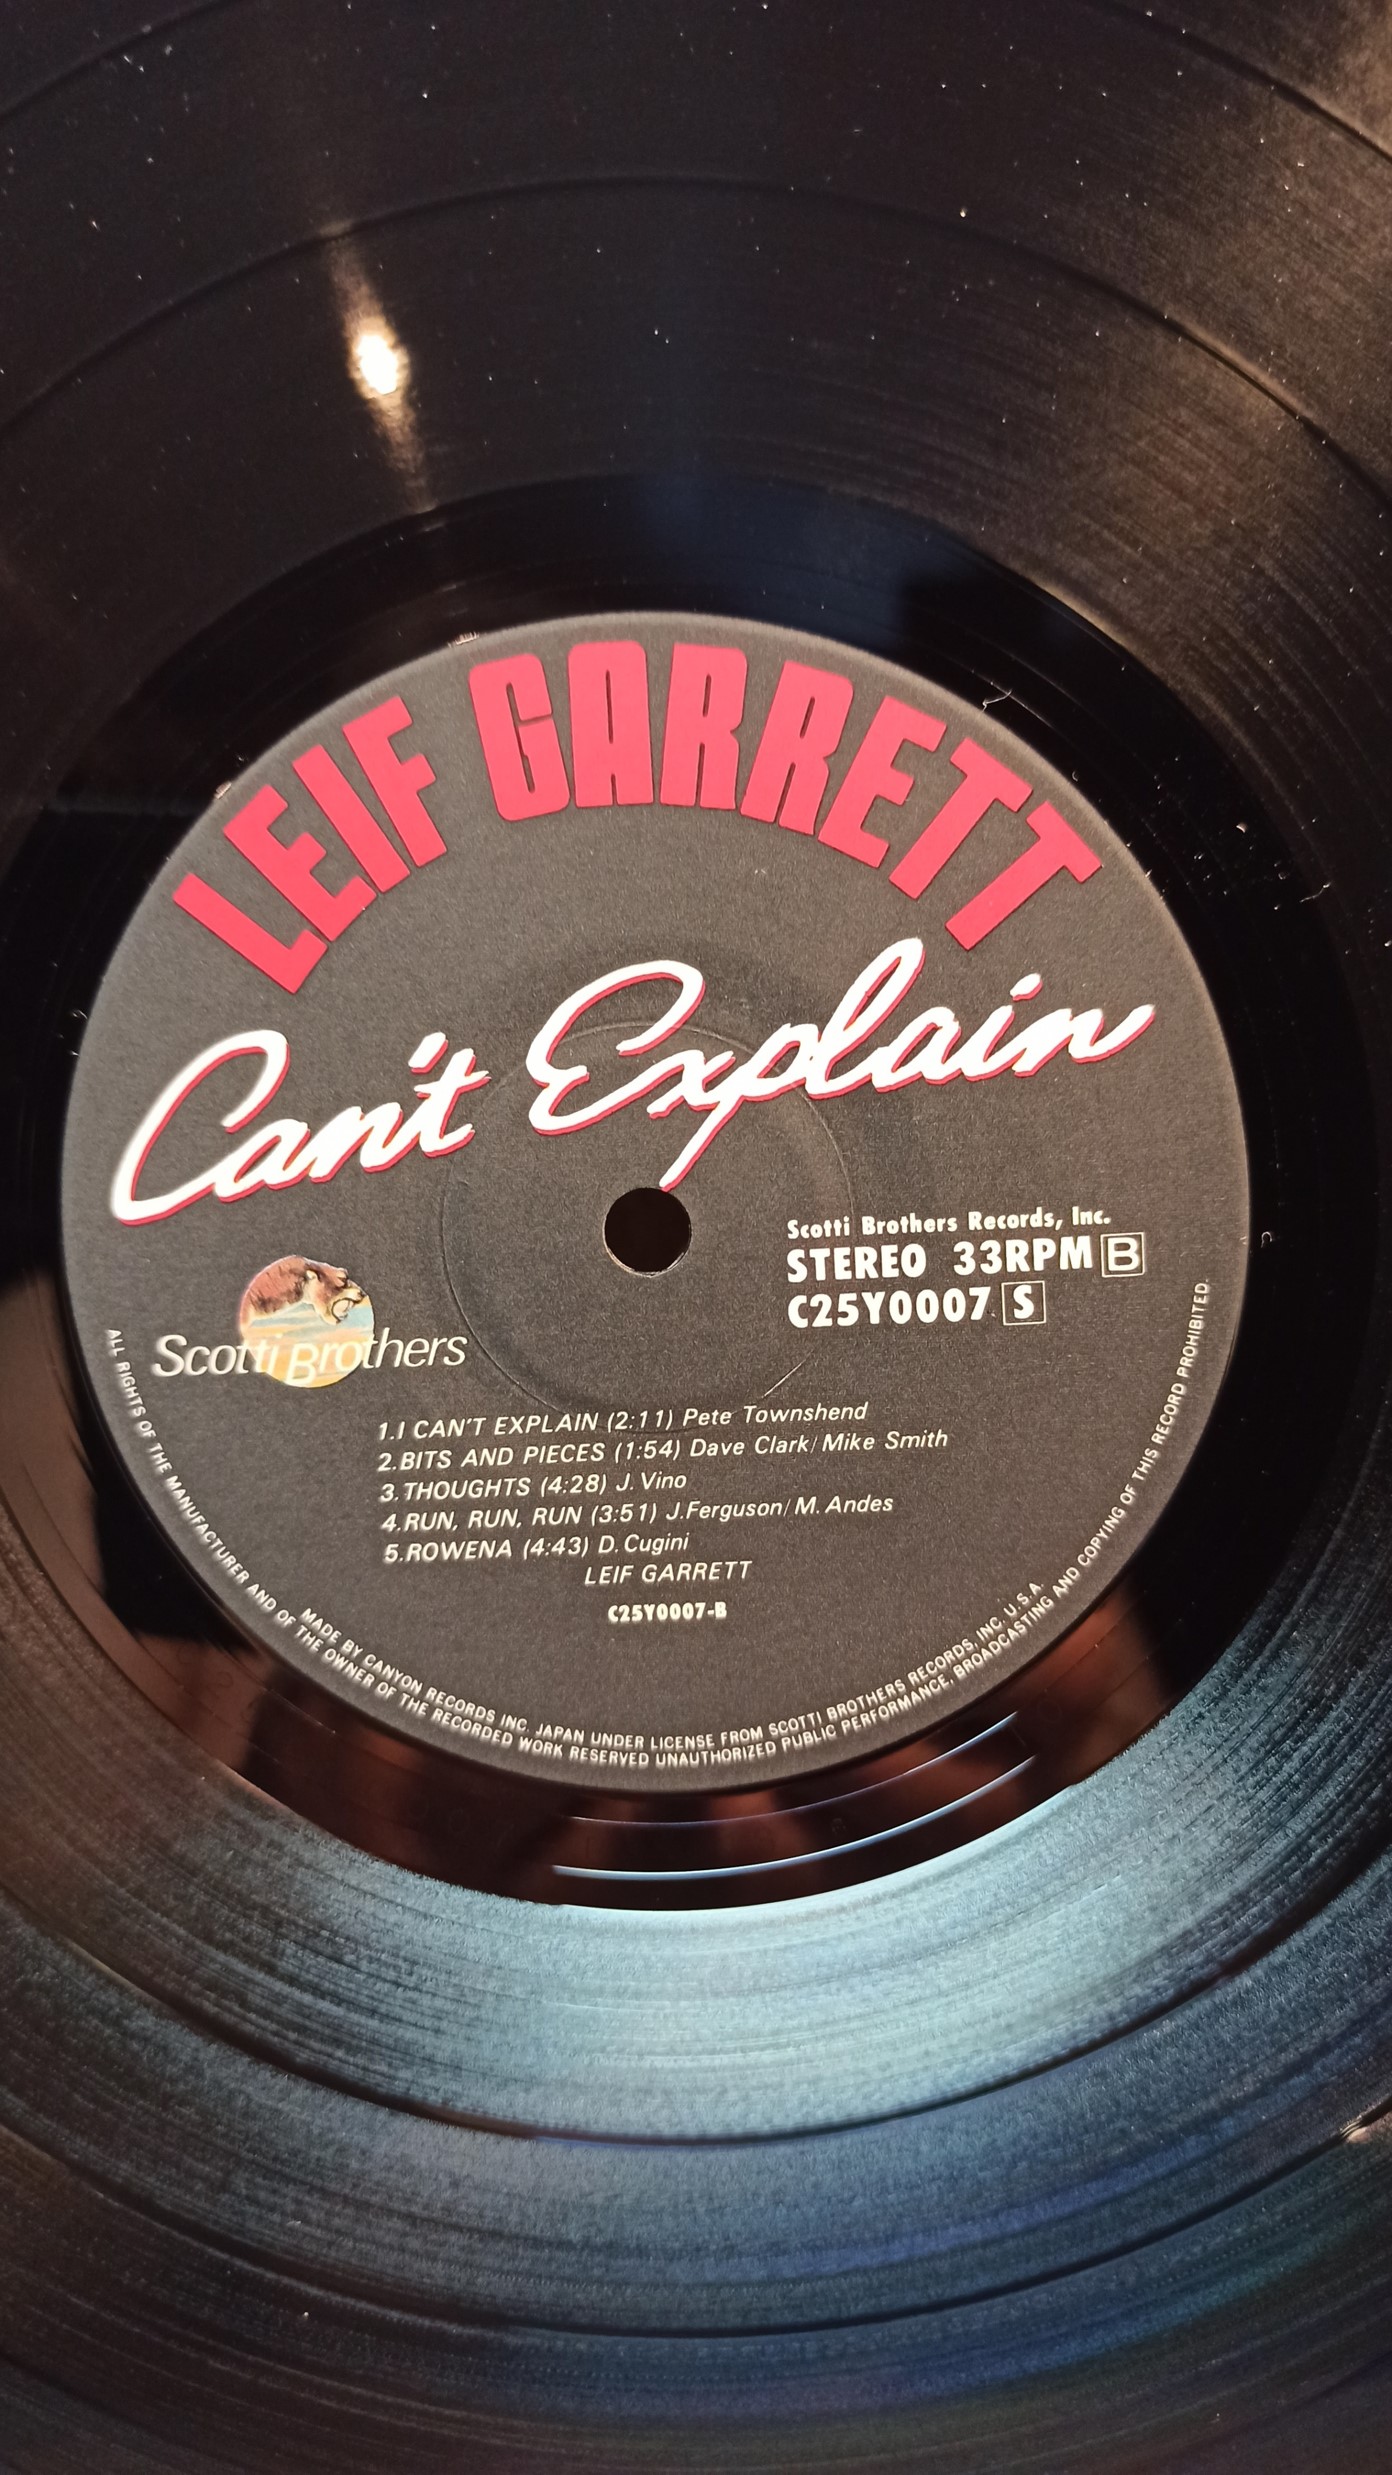 LEIF GARRETT
Can't Explain
Scotti Brothers Records, Inc.
STEREO 33RPM B
C25Y0007 S
Scotti Brothers
1.I CAN'T EXPLAIN (2:11) Pete Townshend
2.BITS AND PIECES (1:54) Dave Clark/Mike Smith
3.THOUGHTS (4:28) J.Vino
4.RUN, RUN, RUN (3:51) J.Ferguson/M.Andes
5.ROWENA (4:43) D.Cugini
LEIF GARRETT
C25Y0007-B
MADE BY CANYON RECORDS INC. JAPAN UNDER LICENSE FROM SCOTTI BROTHERS RECORDS, INC. U.S.A.
ALL RIGHTS OF THE MANUFACTURER AND OF THE OWNER OF THE RECORDED WORK RESERVED UNAUTHORIZED PUBLIC PERFORMANCE, BROADCASTING AND COPYING OF THIS RECORD PROHIBITED.